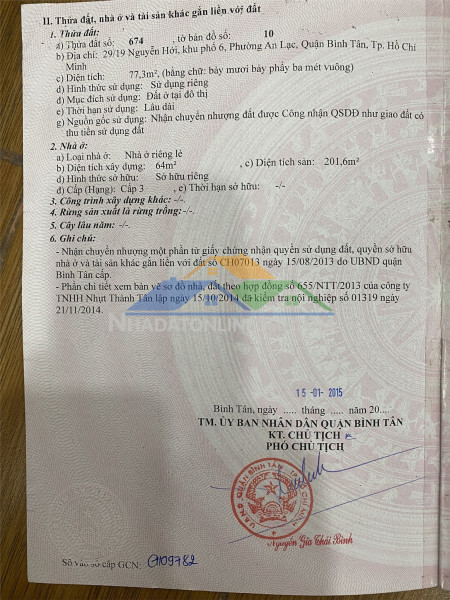 II. Thửa đất, nhà ở và tài sản khác gắn liền với đất
1. Thửa đất:
a) Thửa đất số: 674 , tờ bản đồ số: 10
b) Địa chỉ: 29/19 Nguyễn Hới, khu phố 6, Phường An Lạc, Quận Bình Tân, Tp. Hồ Chí
Minh
c) Diện tích: 77,3m², (bằng chữ: bảy mươi bảy phẩy ba mét vuông)
d) Hình thức sử dụng: Sử dụng riêng
đ) Mục đích sử dụng: Đất ở tại đô thị
e) Thời hạn sử dụng: Lâu dài
g) Nguồn gốc sử dụng: Nhận chuyển nhượng đất được Công nhận QSDĐ như giao đất có
thu tiền sử dụng đất
2. Nhà ở:
a) Loại nhà ở: Nhà ở riêng lẻ
b) Diện tích xây dựng: 64m² , c) Diện tích sàn: 201,6m²
d) Hình thức sở hữu: Sở hữu riêng
đ) Cấp (Hạng): Cấp 3 , e) Thời hạn sở hữu: -/-
3. Công trình xây dựng khác: -/-.
4. Rừng sản xuất là rừng trồng: -/-.
5. Cây lâu năm: -/-.
6. Ghi chú:
- Nhận chuyển nhượng một phần từ giấy chứng nhận quyền sử dụng đất, quyền sở hữu
nhà ở và tài sản khác gắn liền với đất số CH07013 ngày 15/08/2013 do UBND quận
Bình Tân cấp.
- Phần chi tiết xem bản vẽ sơ đồ nhà, đất theo hợp đồng số 655/NTT/2013 của công ty
TNHH Nhựt Thành Tân lập ngày 15/10/2014 đã kiểm tra nội nghiệp số 01319 ngày
21/11/2014.
NHADATONLINE
15 -01- 2015
Bình Tân, ngày ..... tháng ..... năm 20....
TM. ỦY BAN NHÂN DÂN QUẬN BÌNH TÂN
KT. CHỦ TỊCH
PHÓ CHỦ TỊCH
U.B.N.D QUẬN BÌNH TÂN T.P HỒ CHÍ MINH
Nguyễn Gia Thái Bình
Số vào sổ cấp GCN: CH09782